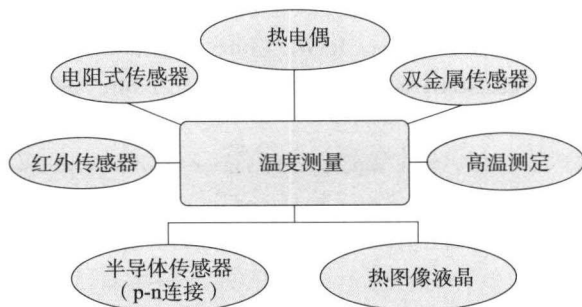 热电偶
电阻式传感器
双金属传感器
红外传感器
温度测量
高温测定
半导体传感器
（p-n连接）
热图像液晶